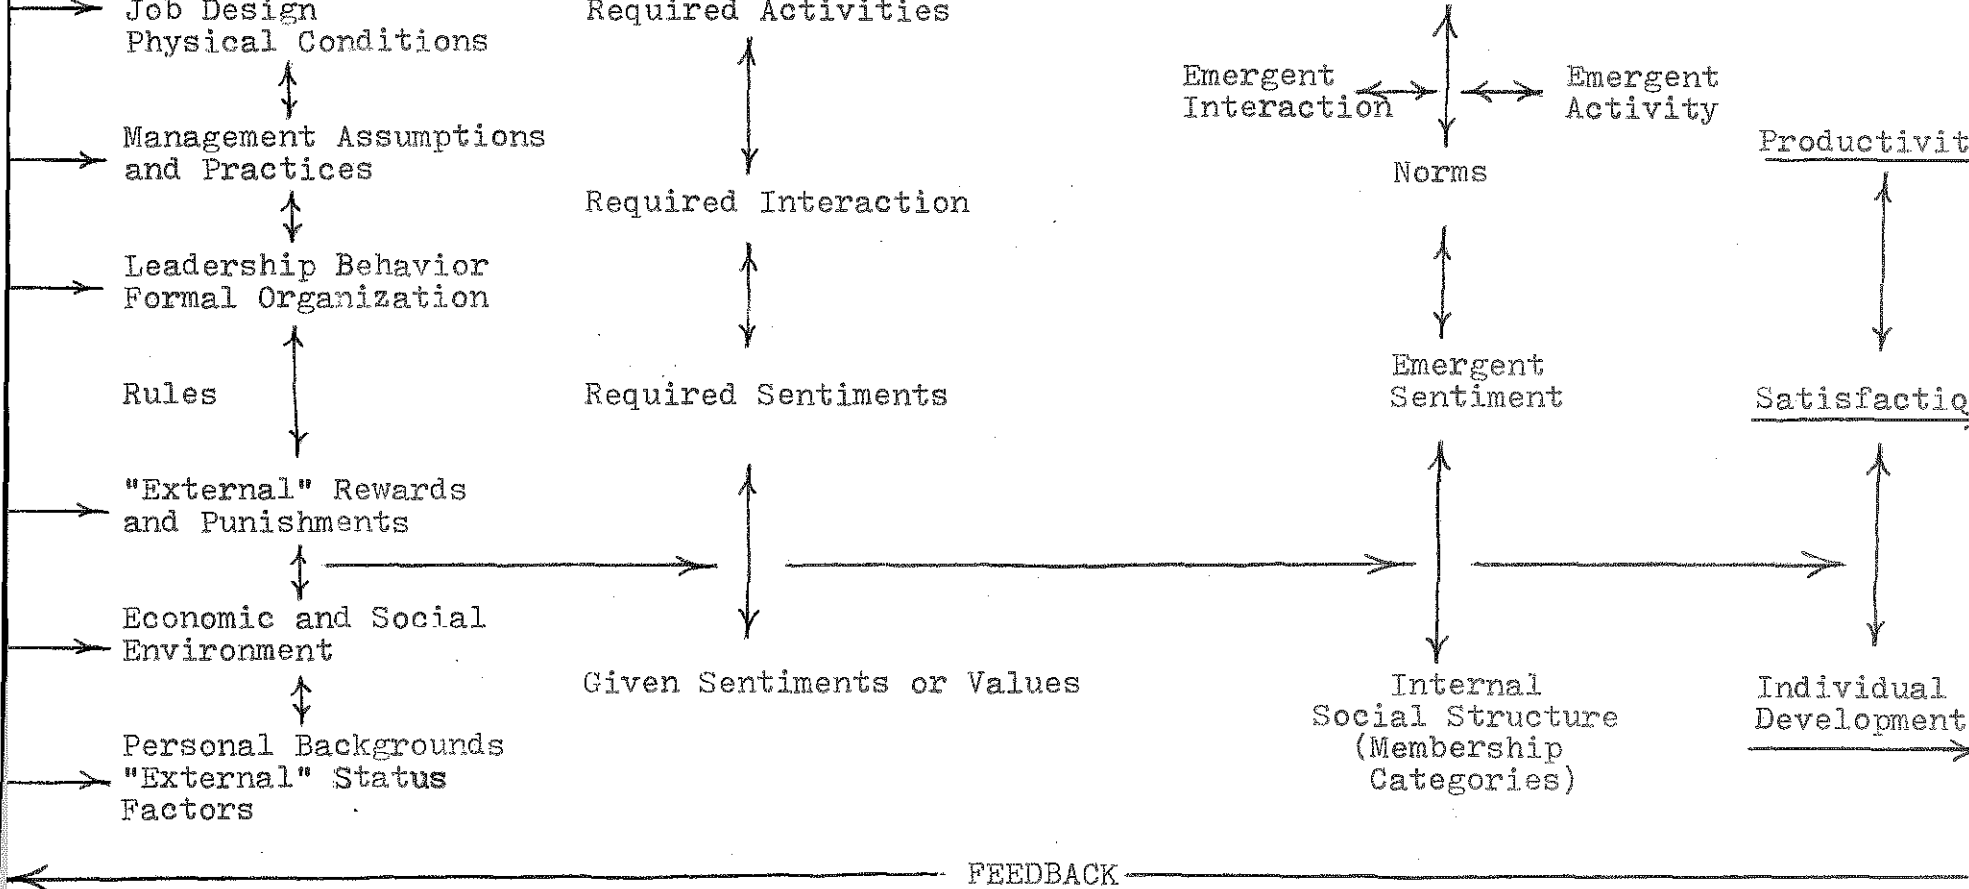 Job Design
Physical Conditions
Management Assumptions
and Practices
Leadership Behavior
Formal Organization
Rules
"External" Rewards
and Punishments
Economic and Social
Environment
Personal Backgrounds
"External" Status
Factors
Required Activities
Required Interaction
Required Sentiments
Given Sentiments or Values
Emergent
Interaction
Emergent
Activity
Norms
Emergent
Sentiment
Internal
Social Structure
(Membership
Categories)
Productivit
Satisfactio
Individual
Development
FEEDBACK